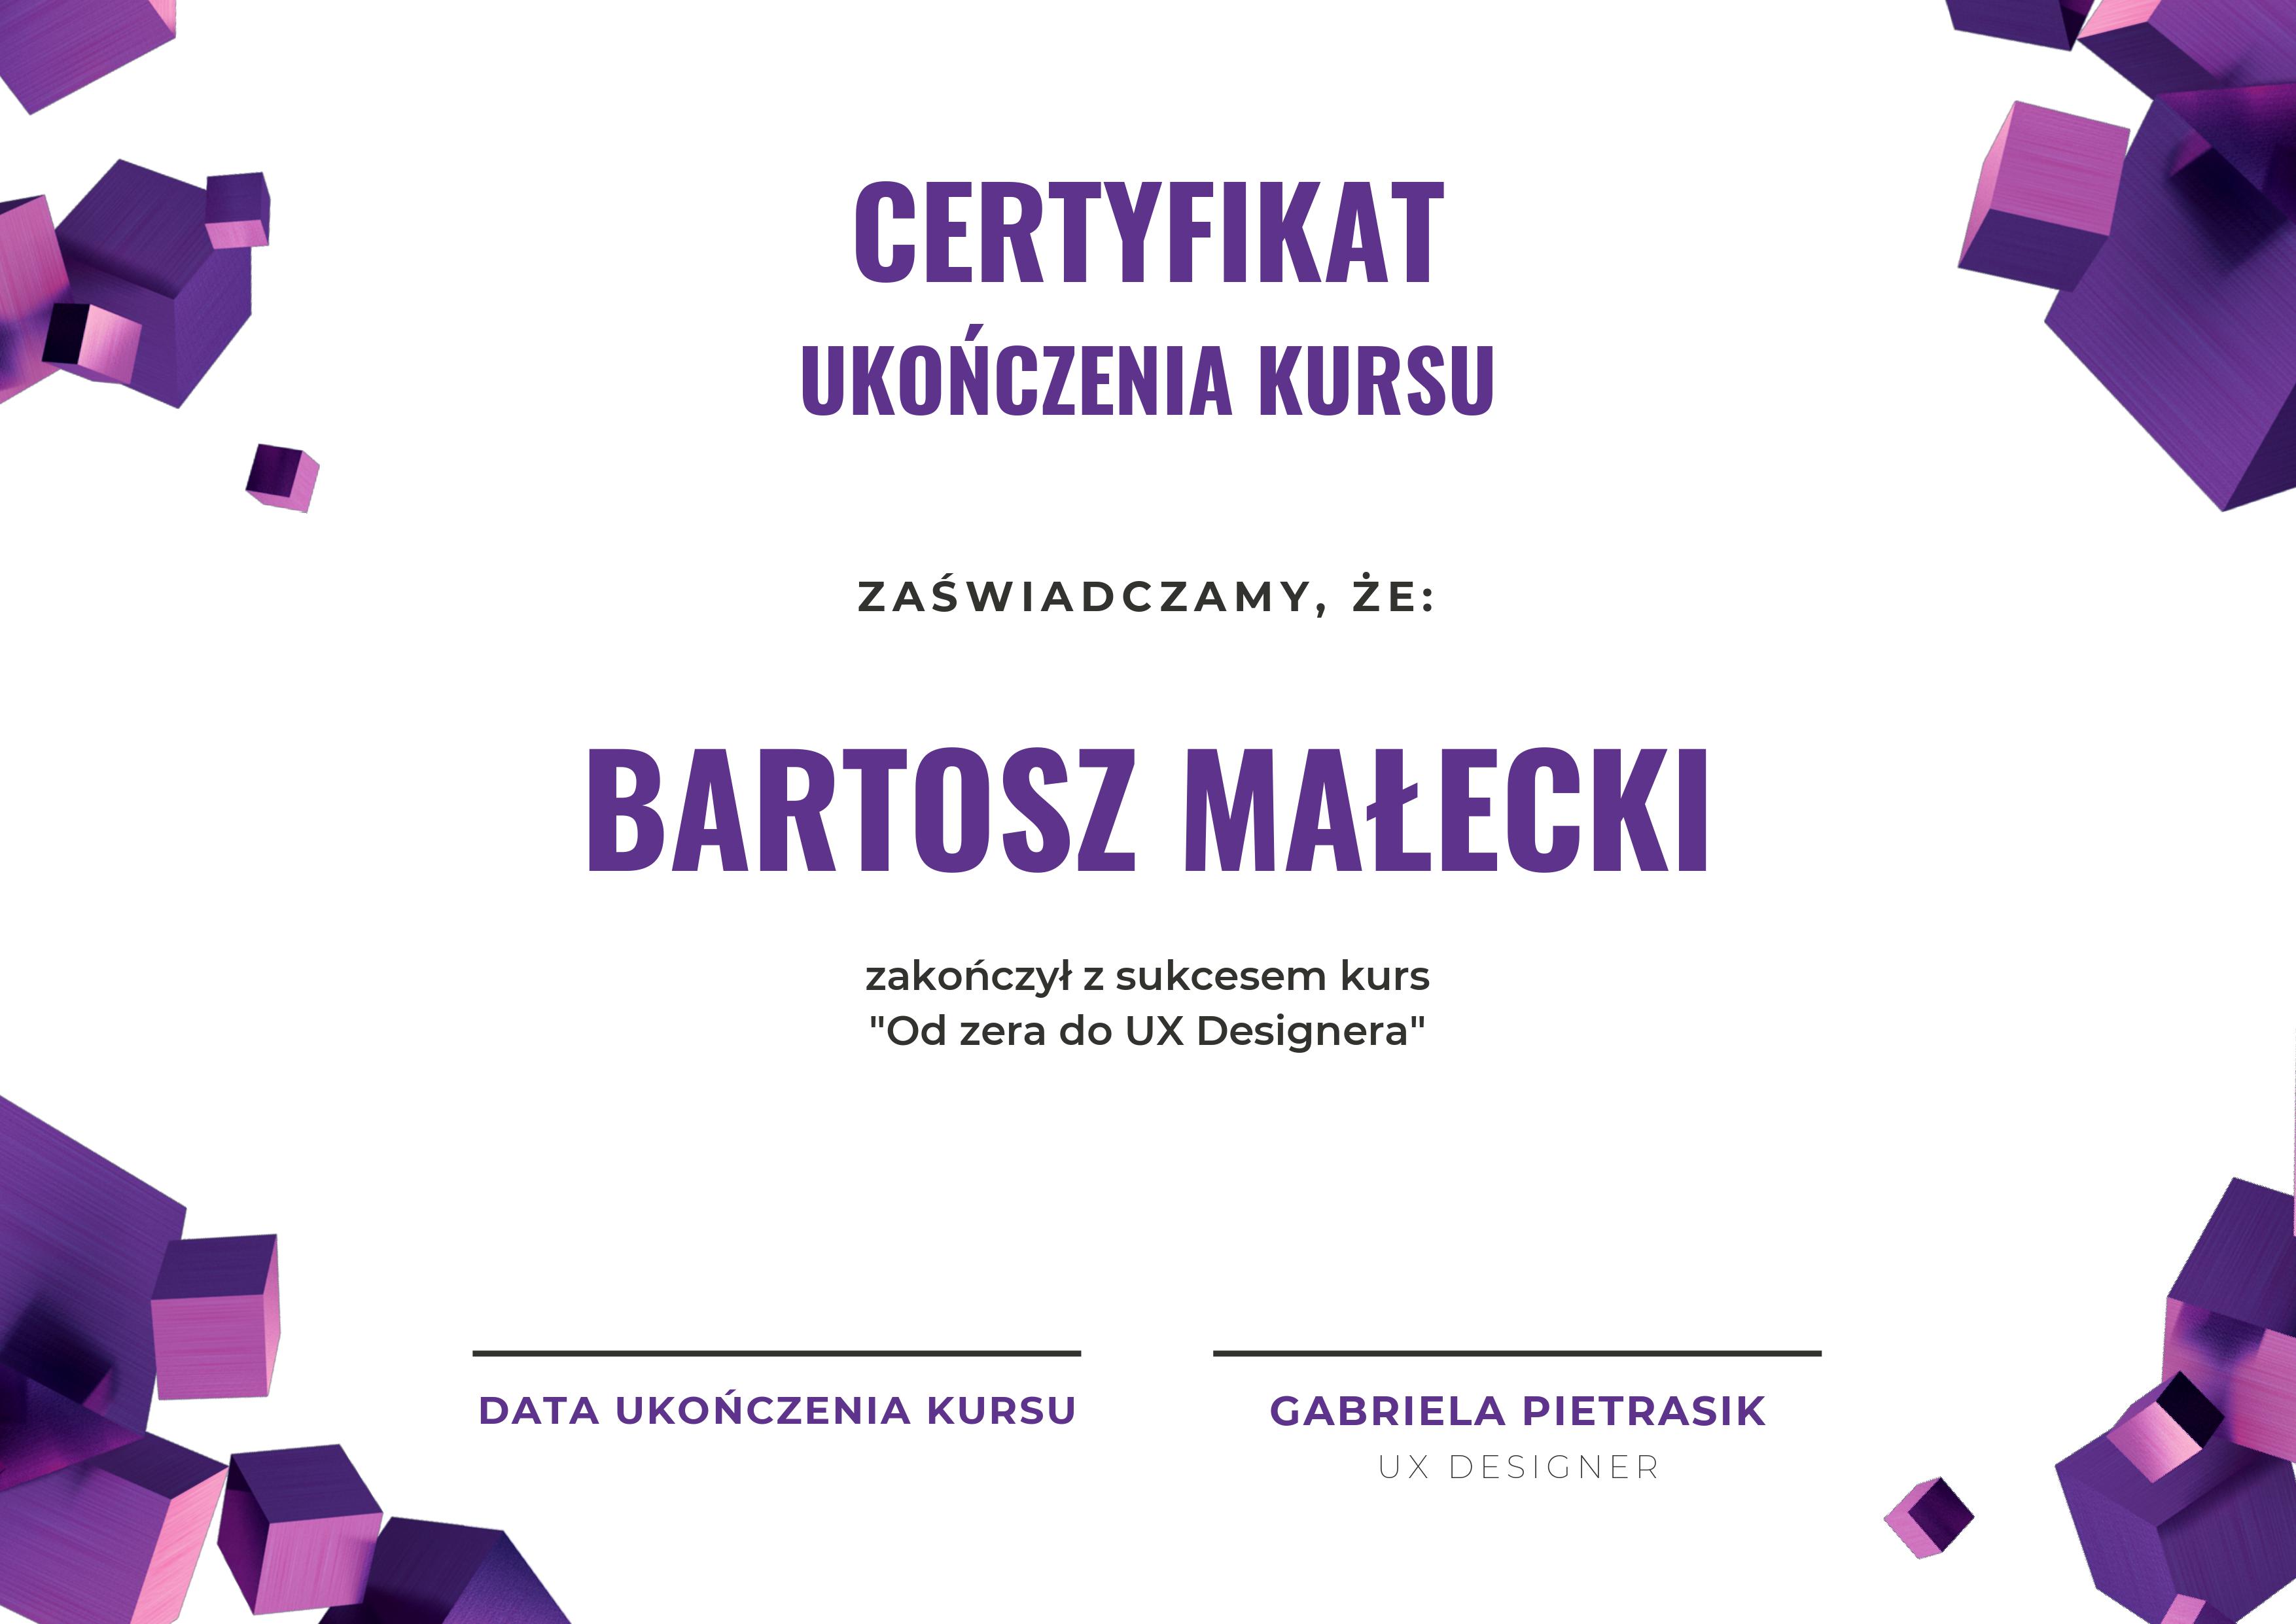 CERTYFIKAT
UKOŃCZENIA KURSU
ZAŚWIADCZAMY, ŻE:
BARTOSZ MAŁECKI
zakończył z sukcesem kurs
"Od zera do UX Designera"
DATA UKOŃCZENIA KURSU
GABRIELA PIETRASIK
UX DESIGNER